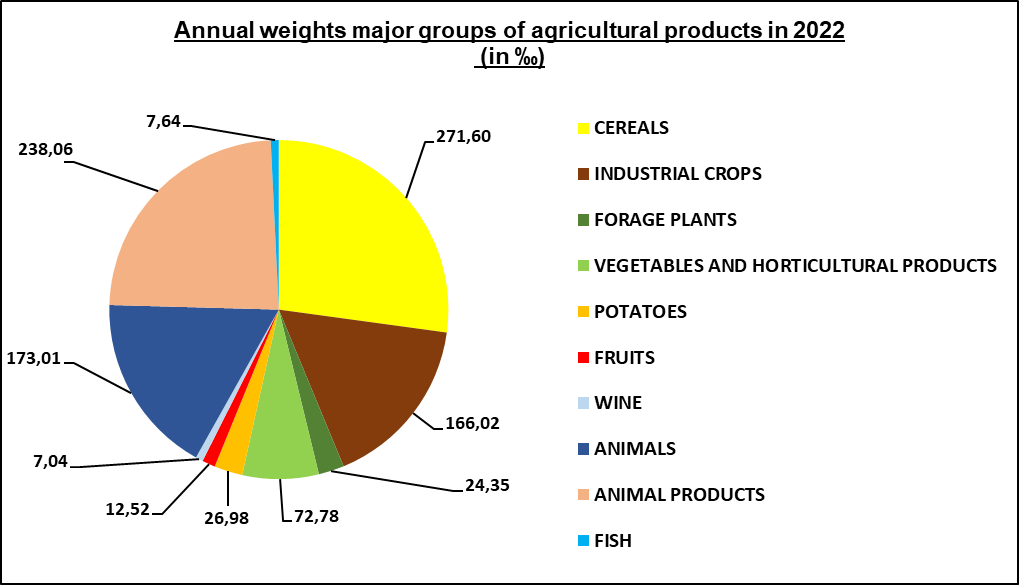 Annual weights major groups of agricultural products in 2022
(in ‰)
7,64
271,60
238,06
173,01
166,02
7,04
24,35
12,52
26,98
72,78
CEREALS
INDUSTRIAL CROPS
FORAGE PLANTS
VEGETABLES AND HORTICULTURAL PRODUCTS
POTATOES
FRUITS
WINE
ANIMALS
ANIMAL PRODUCTS
FISH